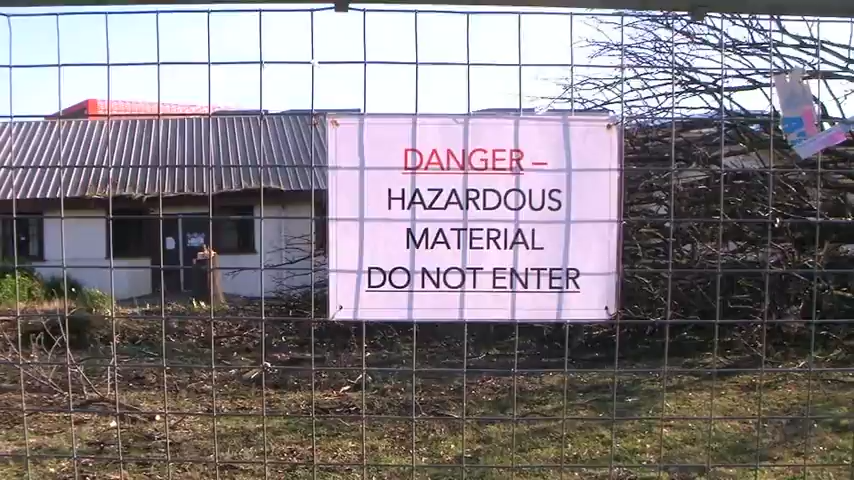 DANGER –
HAZARDOUS
MATERIAL
DO NOT ENTER